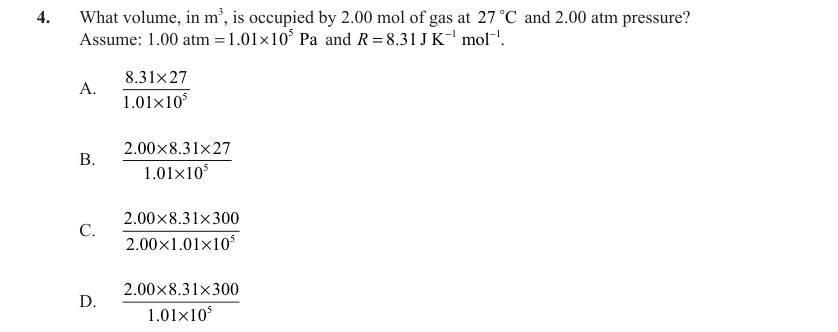 4. What volume, in m³, is occupied by 2.00 mol of gas at 27 °C and 2.00 atm pressure?
Assume: 1.00 atm = 1.01×10⁵ Pa and R = 8.31 J K⁻¹ mol⁻¹.
A. 8.31×27
1.01×10⁵
B. 2.00×8.31×27
1.01×10⁵
C. 2.00×8.31×300
2.00×1.01×10⁵
D. 2.00×8.31×300
1.01×10⁵